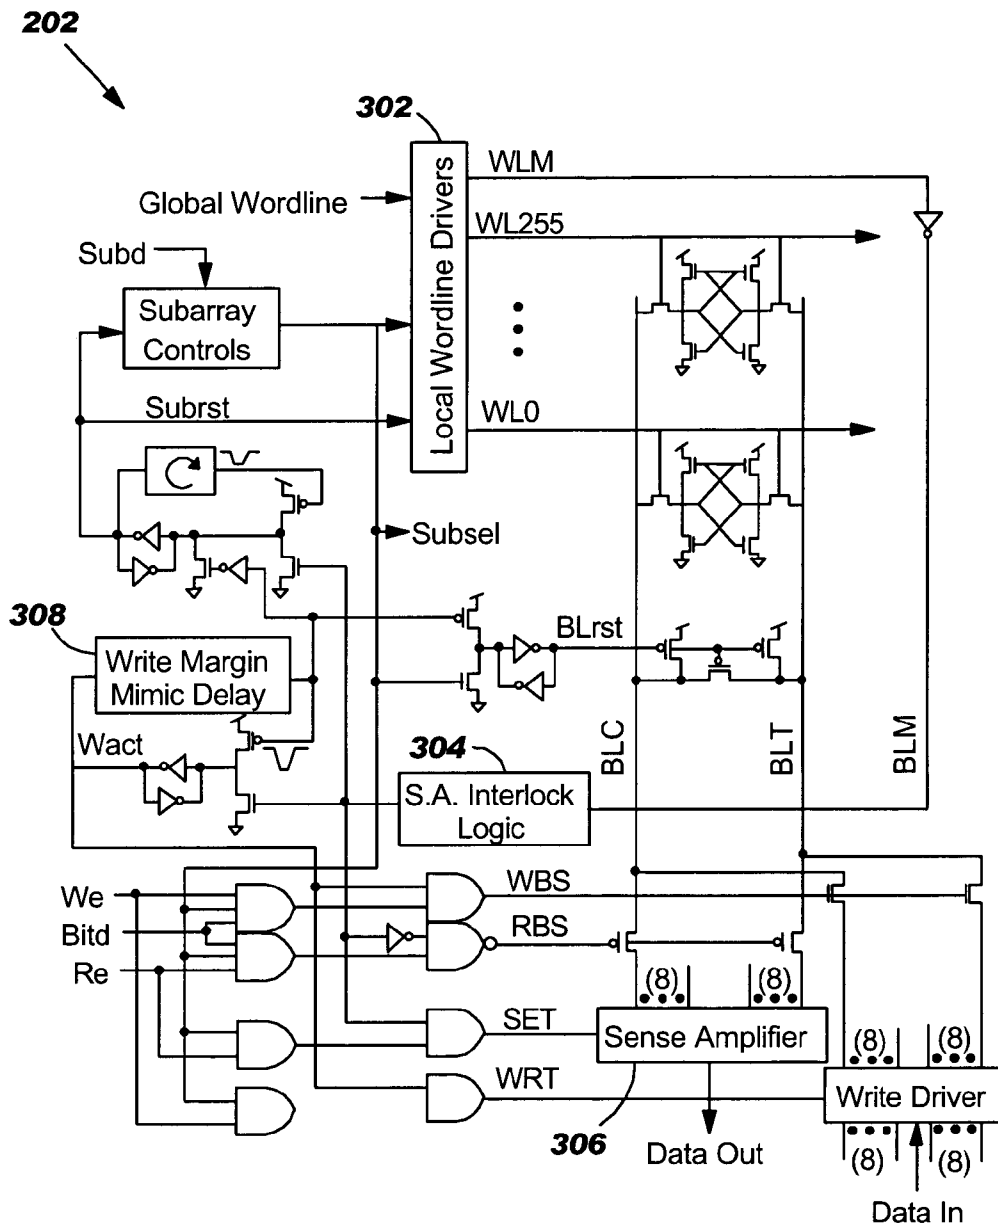 202
302
WLM
Global Wordline
Local Wordline Drivers
WL255
Subd
Subarray
Controls
Subrst
WL0
Subsel
308
Write Margin
Mimic Delay
BLrst
Wact
304
S.A. Interlock
Logic
BLC
BLT
BLM
We
Bitd
Re
WBS
RBS
(8)
(8)
SET
Sense Amplifier
(8)
(8)
WRT
Write Driver
306
Data Out
(8)
(8)
Data In